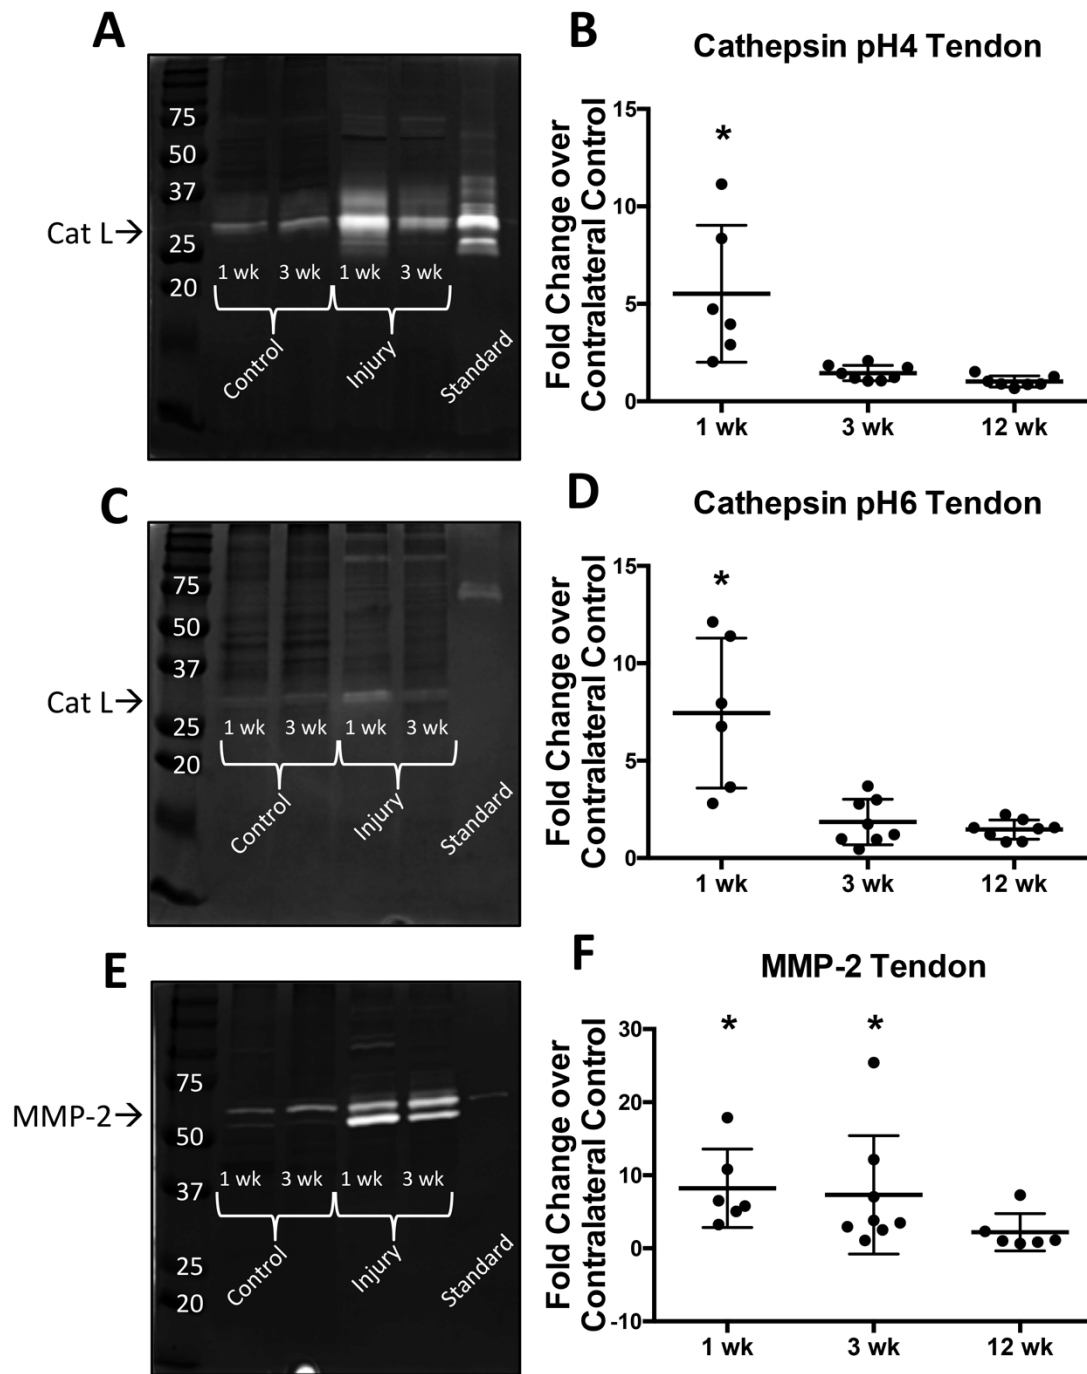 A
75
50
37
Cat L→
25
20
1 wk 3 wk 1 wk 3 wk
Control
Injury
Standard
B
Cathepsin pH4 Tendon
Fold Change over
Contralateral Control
15
10
5
0
*
1 wk 3 wk 12 wk
C
75
50
37
Cat L→
25
20
1 wk 3 wk 1 wk 3 wk
Control
Injury
Standard
D
Cathepsin pH6 Tendon
Fold Change over
Contralateral Control
15
10
5
0
*
1 wk 3 wk 12 wk
E
75
MMP-2→
50
37
25
20
1 wk 3 wk 1 wk 3 wk
Control
Injury
Standard
F
MMP-2 Tendon
Fold Change over
Contralateral Control
30
20
10
0
-10
* *
1 wk 3 wk 12 wk